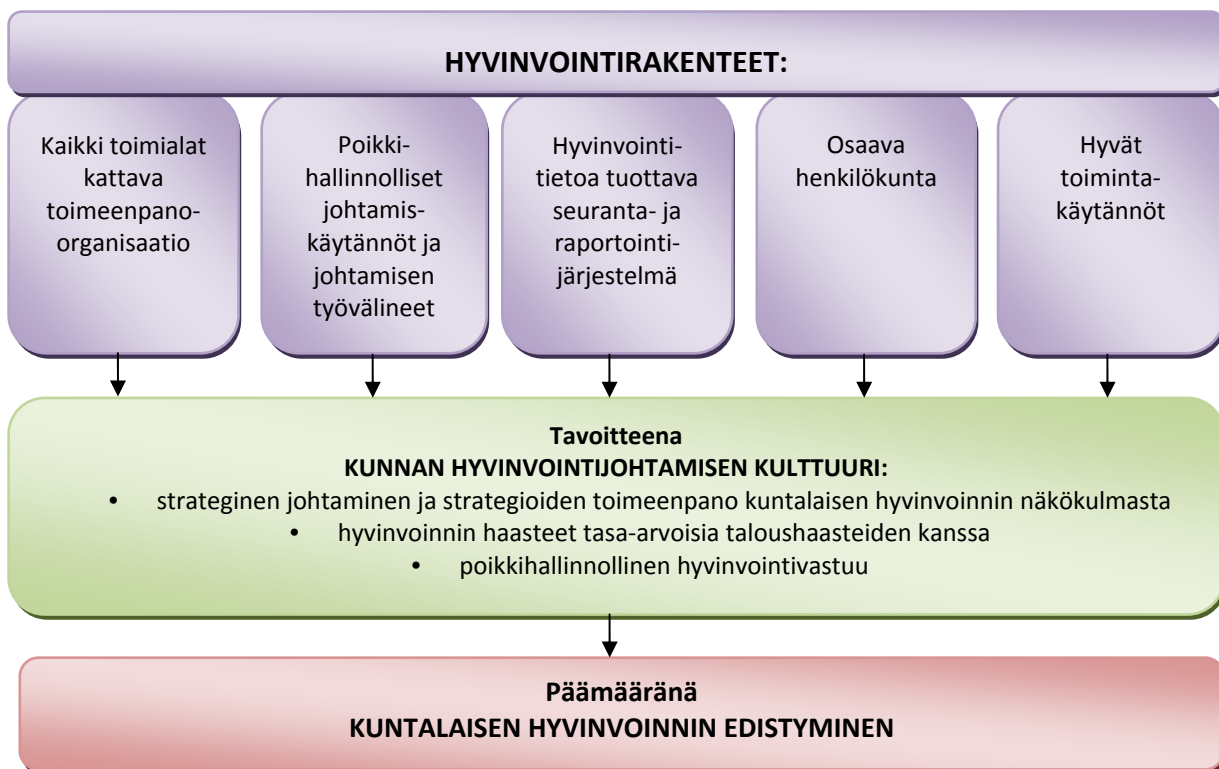 HYVINVOINTIRAKENTEET:
Kaikki toimialat
kattava
toimeenpano-
organisaatio
Poikki-
hallinnolliset
johtamis-
käytännöt ja
johtamisen
työvälineet
Hyvinvointi-
tietoa tuottava
seuranta- ja
raportointi-
järjestelmä
Osaava
henkilökunta
Hyvät
toiminta-
käytännöt
Tavoitteena
KUNNAN HYVINVOINTIJOHTAMISEN KULTTUURI:
• strateginen johtaminen ja strategioiden toimeenpano kuntalaisen hyvinvoinnin näkökulmasta
• hyvinvoinnin haasteet tasa-arvoisia taloushaasteiden kanssa
• poikkihallinnollinen hyvinvointivastuu
Päämääränä
KUNTALAISEN HYVINVOINNIN EDISTYMINEN